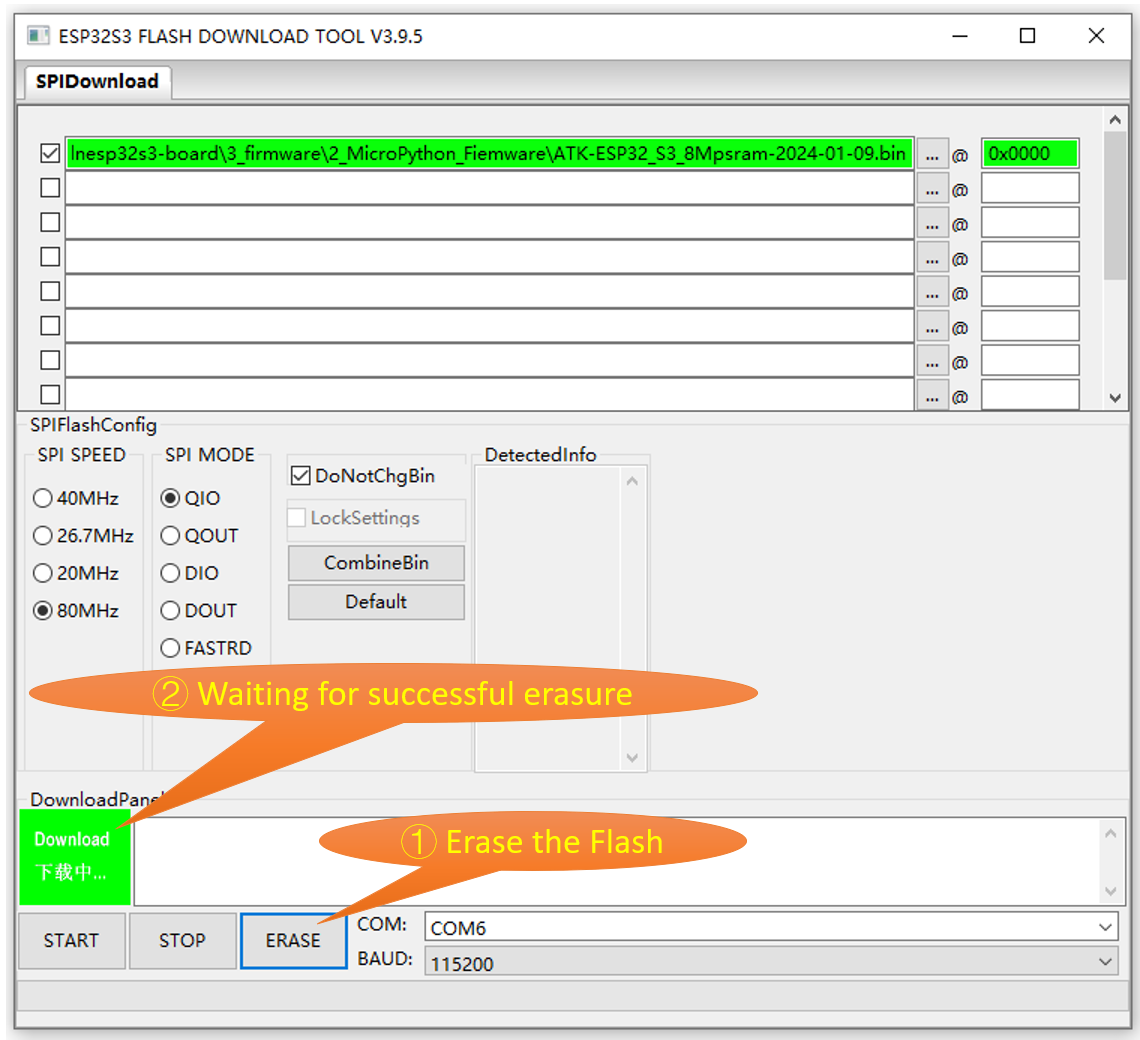 ESP32S3 FLASH DOWNLOAD TOOL V3.9.5
SPIDownload
lnesp32s3-board\3_firmware\2_MicroPython_Fiemware\ATK-ESP32_S3_8Mpsram-2024-01-09.bin ... @ 0x0000
... @
... @
... @
... @
... @
... @
... @
SPIFlashConfig
SPI SPEED
40MHz
26.7MHz
20MHz
80MHz
SPI MODE
QIO
QOUT
DIO
DOUT
FASTRD
DoNotChgBin
LockSettings
CombineBin
Default
DetectedInfo
② Waiting for successful erasure
DownloadPanel
Download
下载中...
① Erase the Flash
START
STOP
ERASE
COM: COM6
BAUD: 115200